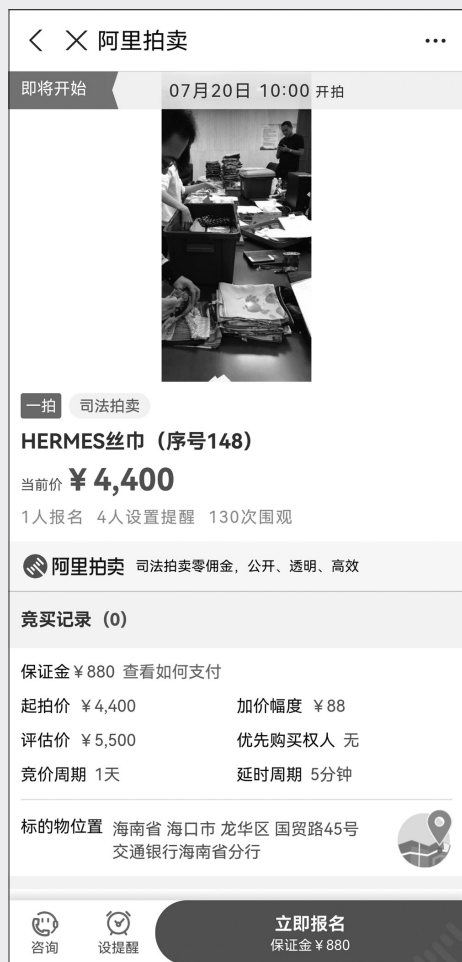 阿里拍卖
即将开始 07月20日 10:00 开拍
一拍 司法拍卖
HERMES丝巾（序号148）
当前价 ¥4,400
1人报名 4人设置提醒 130次围观
阿里拍卖 司法拍卖零佣金，公开、透明、高效
竞买记录（0）
保证金 ¥880 查看如何支付
起拍价 ¥4,400 加价幅度 ¥88
评估价 ¥5,500 优先购买权人 无
竞价周期 1天 延时周期 5分钟
标的物位置 海南省 海口市 龙华区 国贸路45号
交通银行海南省分行
咨询 设提醒 立即报名
保证金 ¥880